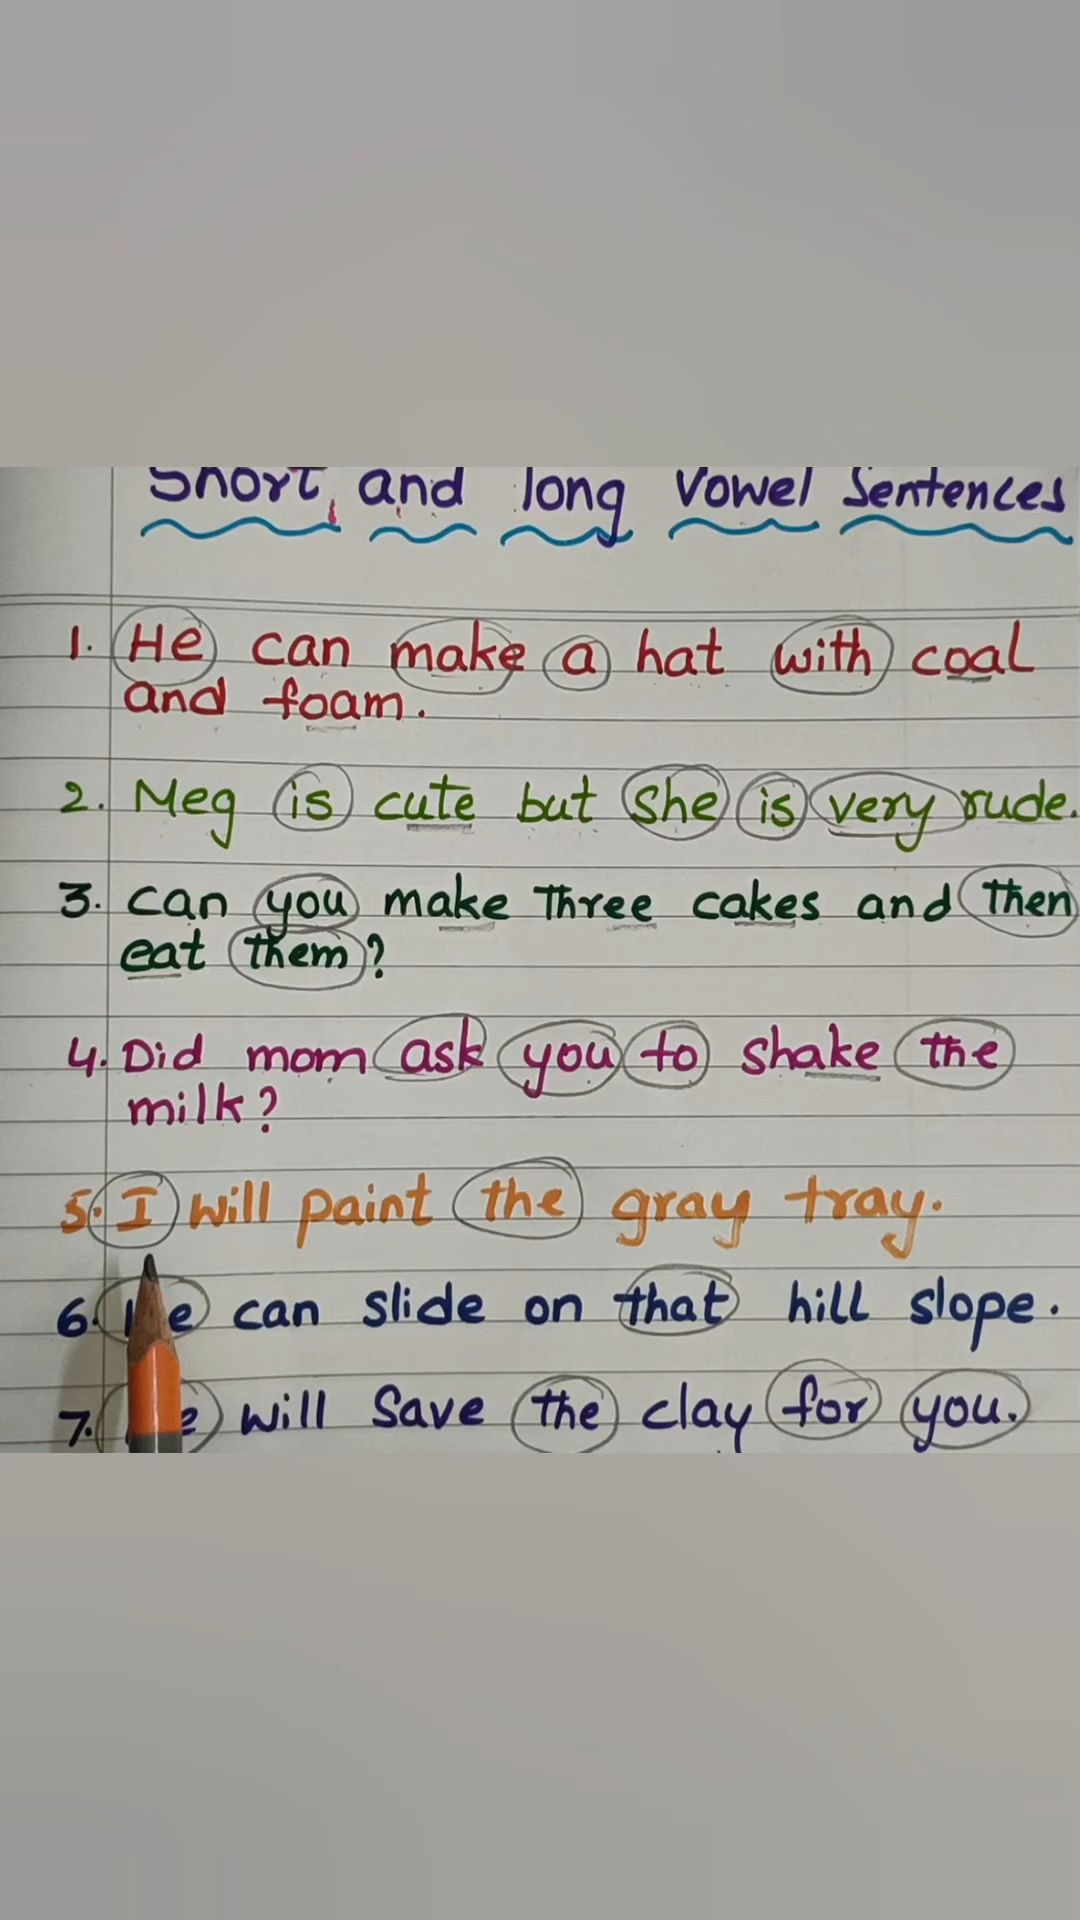 Short and long Vowel Sentences
1. He can make a hat with coal
and foam.
2. Meg is cute but she is very rude.
3. can you make Three cakes and then
eat them?
4. Did mom ask you to shake the
milk?
5. I will paint the gray tray.
6. can slide on that hill slope.
7. will Save the clay for you.